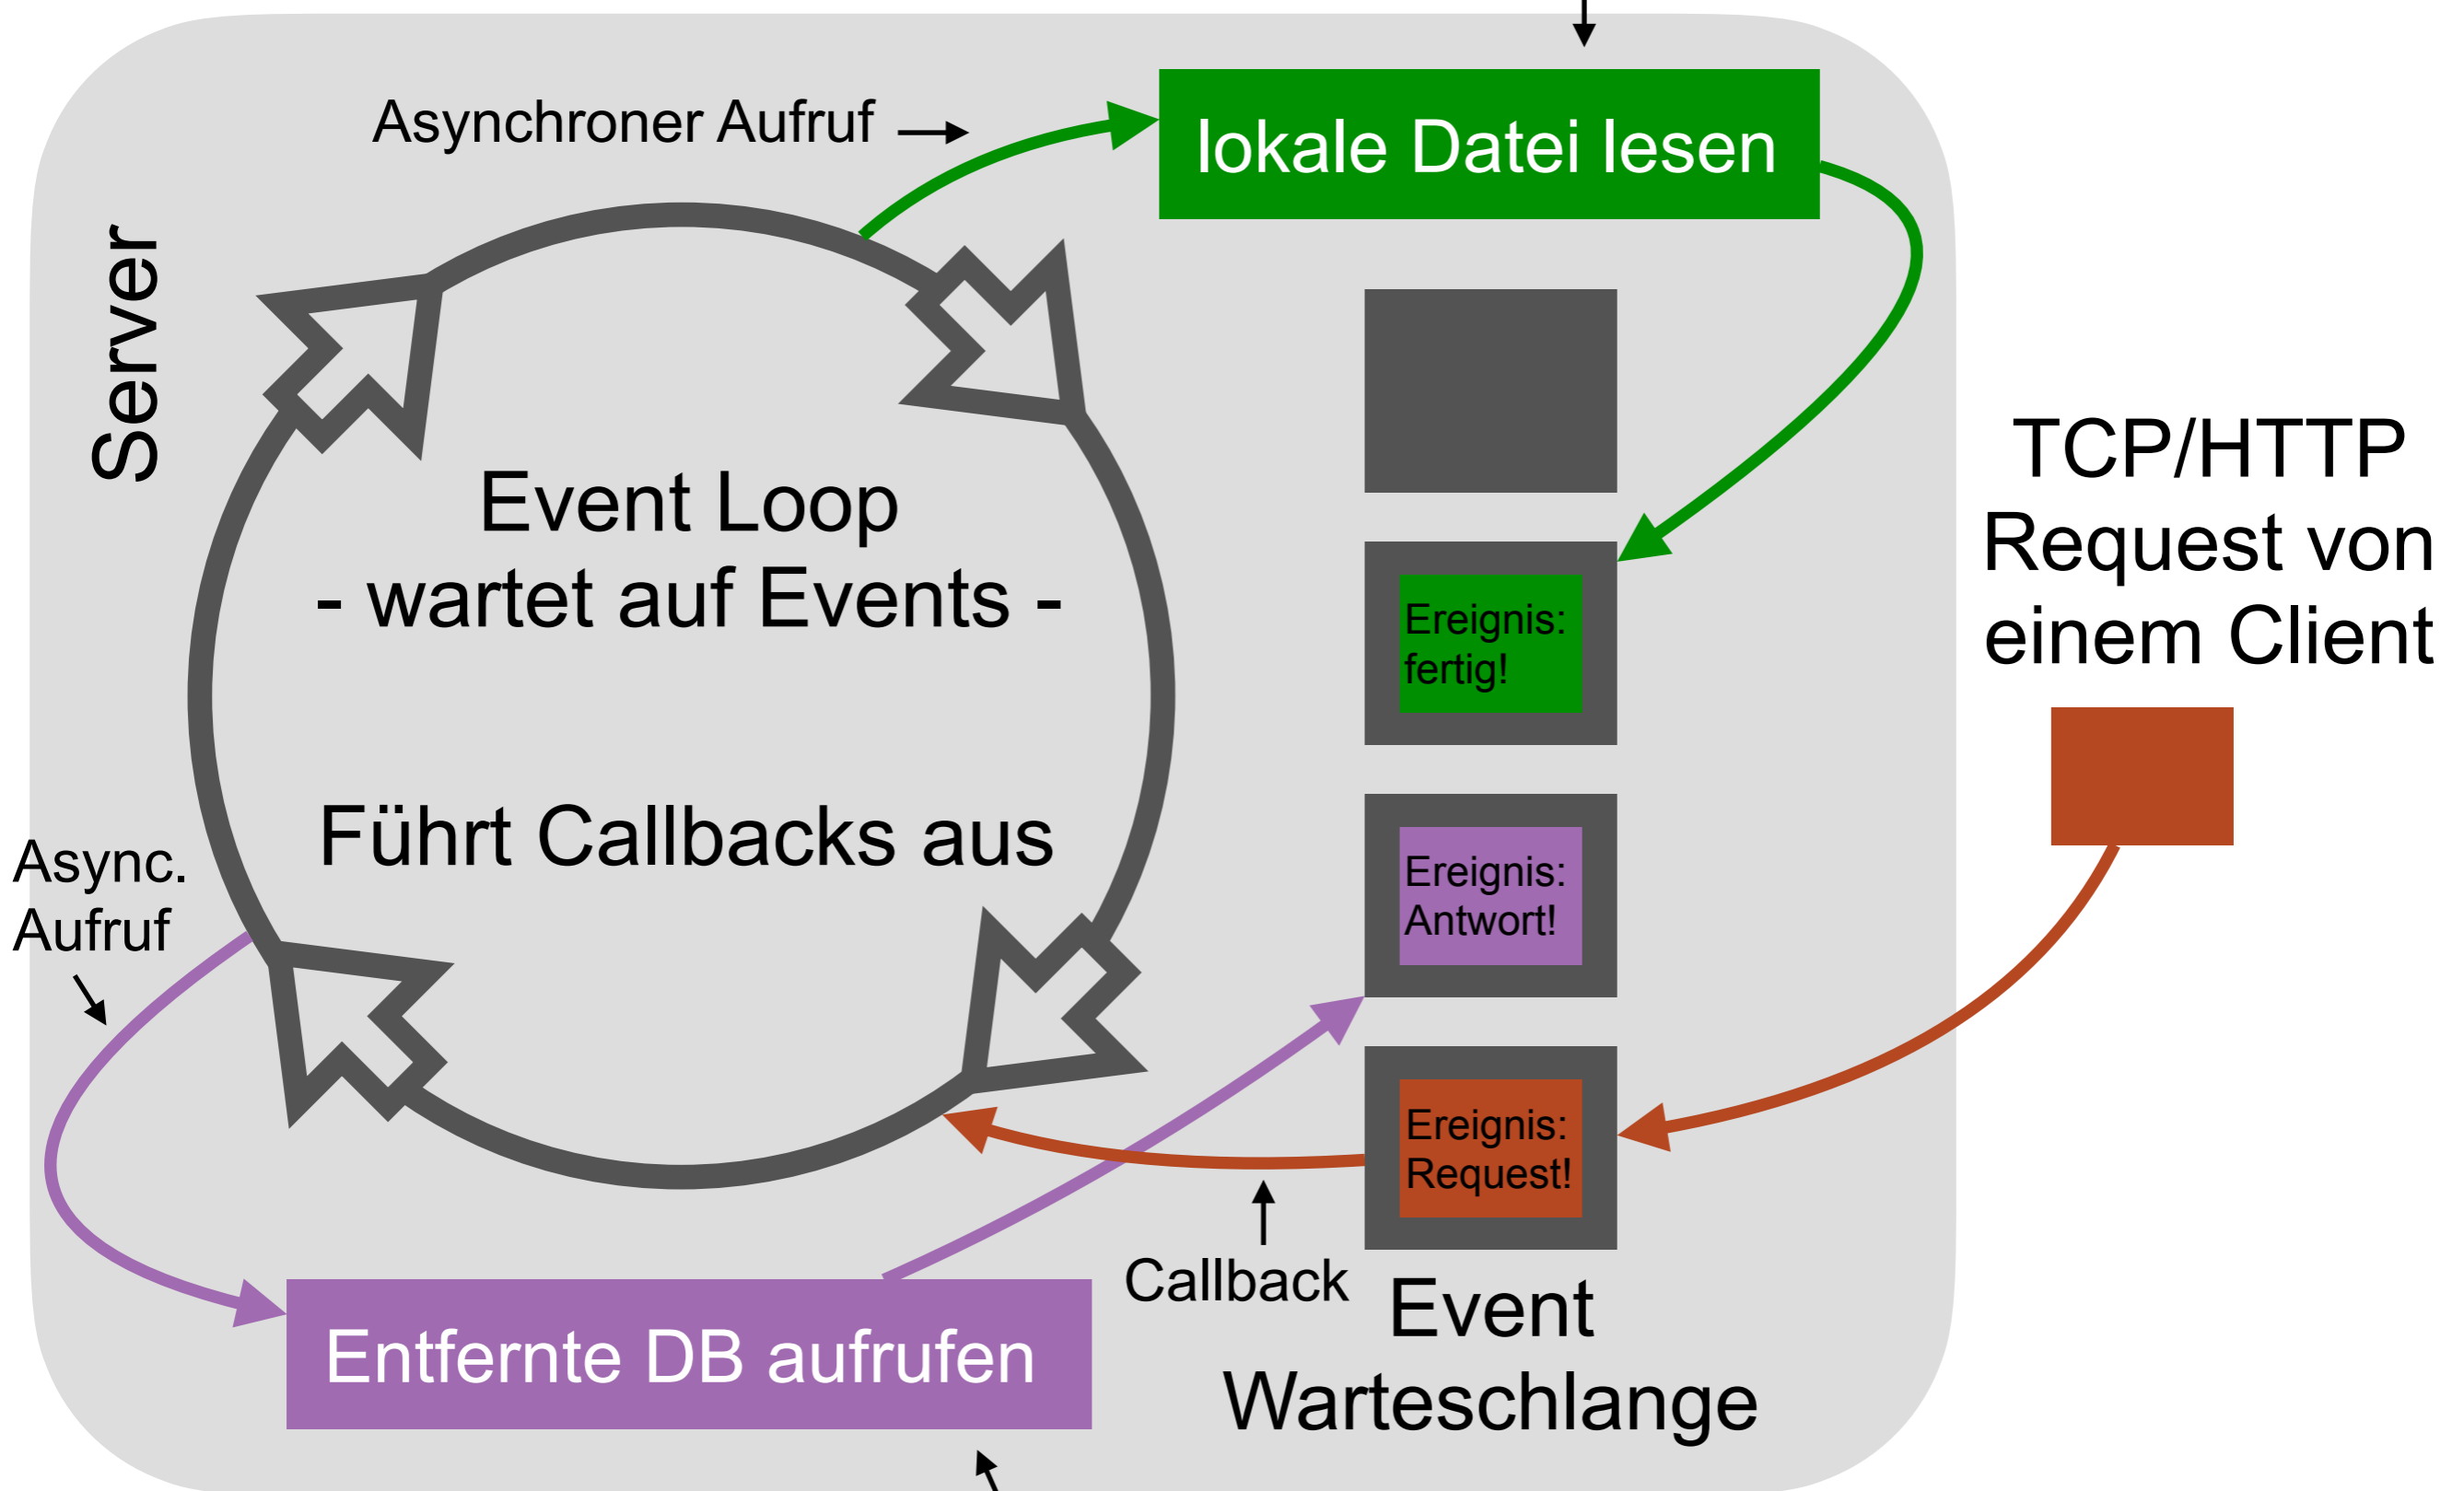 Asynchroner Aufruf
lokale Datei lesen
Server
Event Loop
- wartet auf Events -
Führt Callbacks aus
Async.
Aufruf
Ereignis:
fertig!
Ereignis:
Antwort!
Ereignis:
Request!
TCP/HTTP
Request von
einem Client
Callback
Event
Warteschlange
Entfernte DB aufrufen